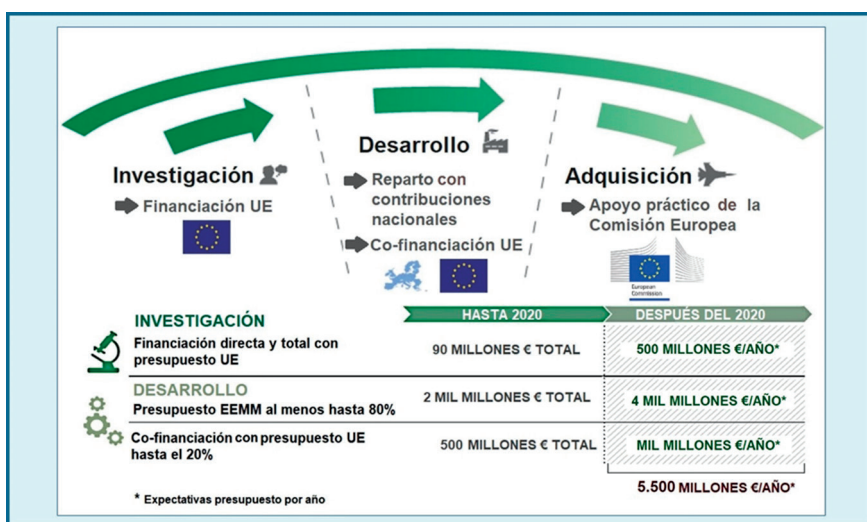 Investigación
Financiación UE
Desarrollo
Reparto con
contribuciones
nacionales
Co-financiación UE
Adquisición
Apoyo práctico de la
Comisión Europea
European
Commission
HASTA 2020
DESPUÉS DEL 2020
INVESTIGACIÓN
Financiación directa y total con
presupuesto UE
90 MILLONES € TOTAL
500 MILLONES €/AÑO*
DESARROLLO
Presupuesto EEMM al menos hasta 80%
2 MIL MILLONES € TOTAL
4 MIL MILLONES €/AÑO*
Co-financiación con presupuesto UE
hasta el 20%
500 MILLONES € TOTAL
MIL MILLONES €/AÑO*
5.500 MILLONES €/AÑO*
* Expectativas presupuesto por año